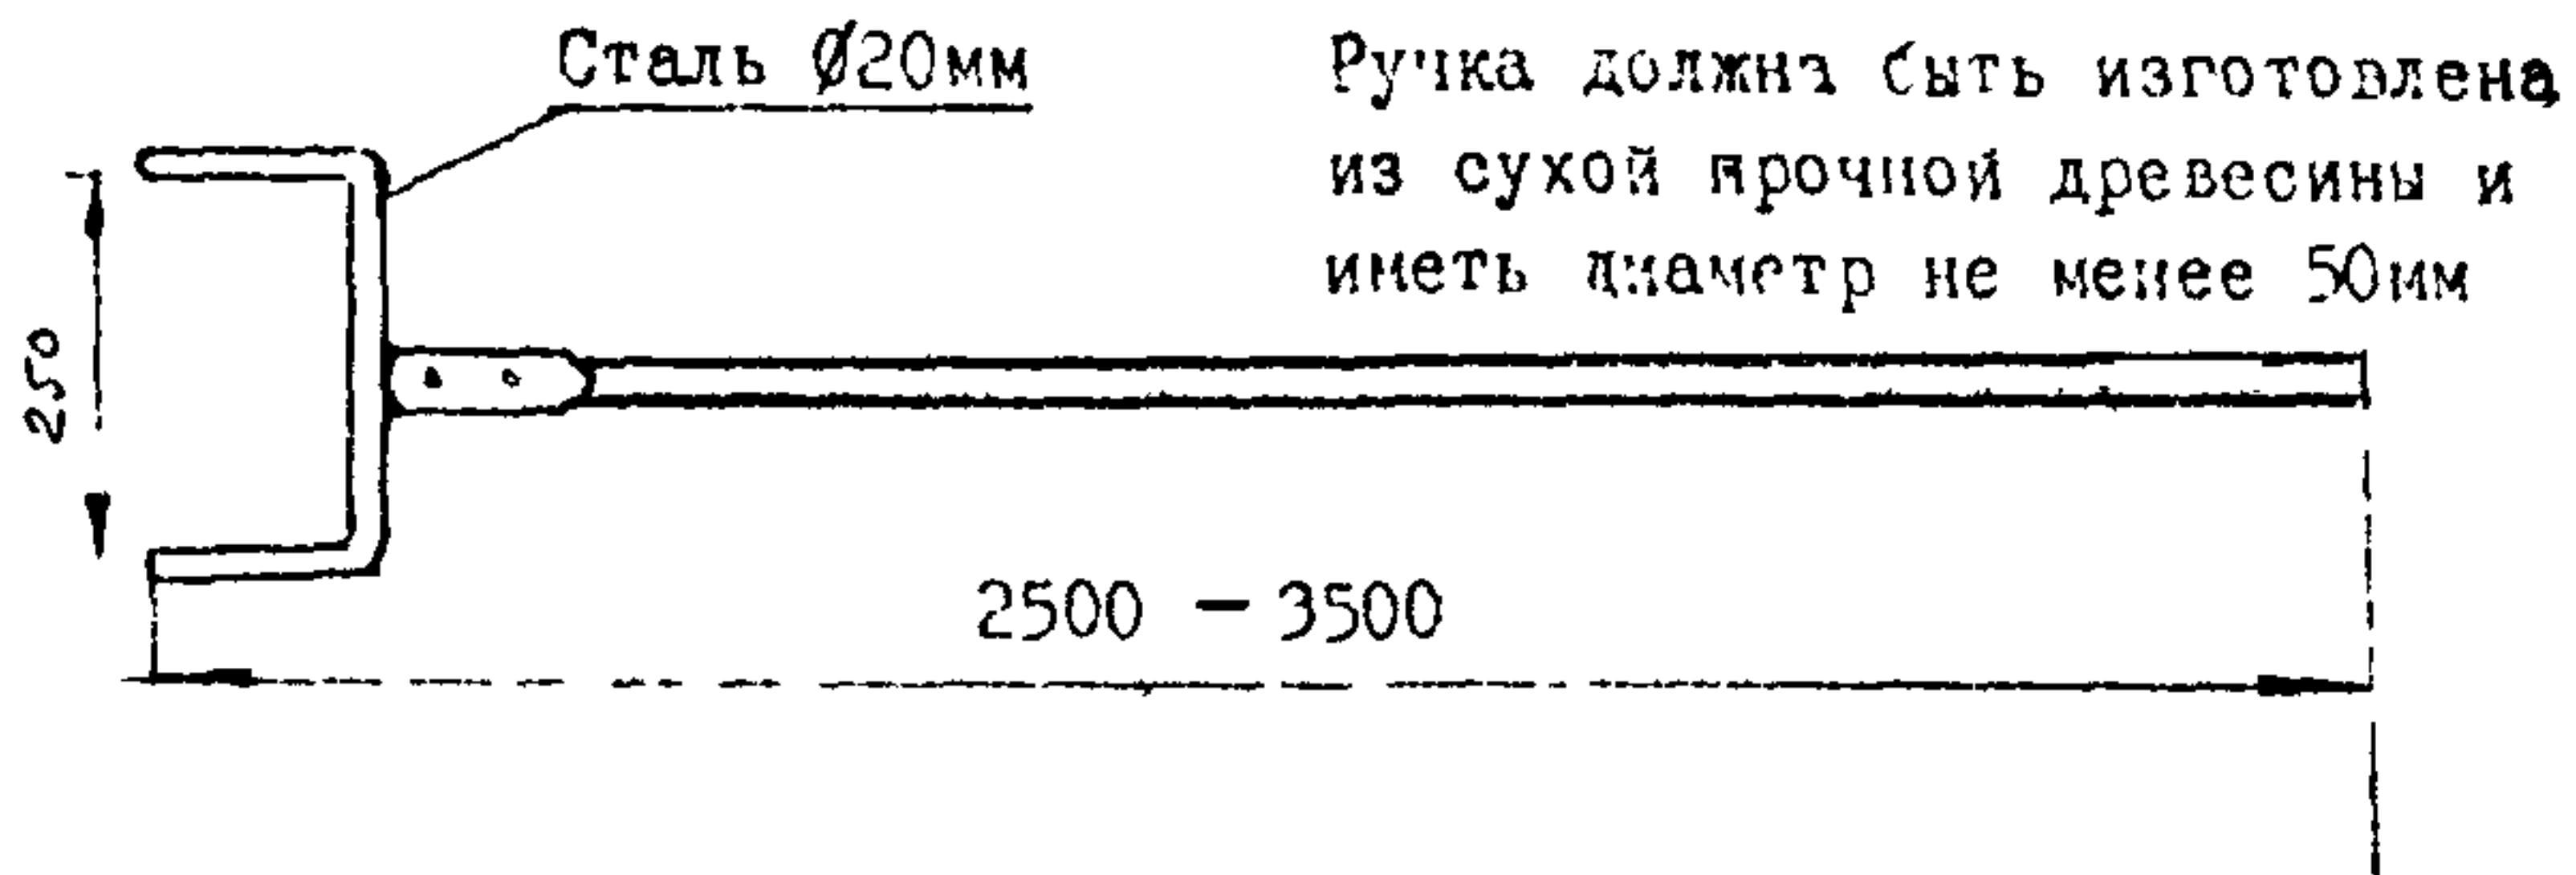 Сталь Ø20мм
Ручка должна быть изготовлена
из сухой прочной древесины и
иметь диаметр не менее 50мм
250
2500 - 3500